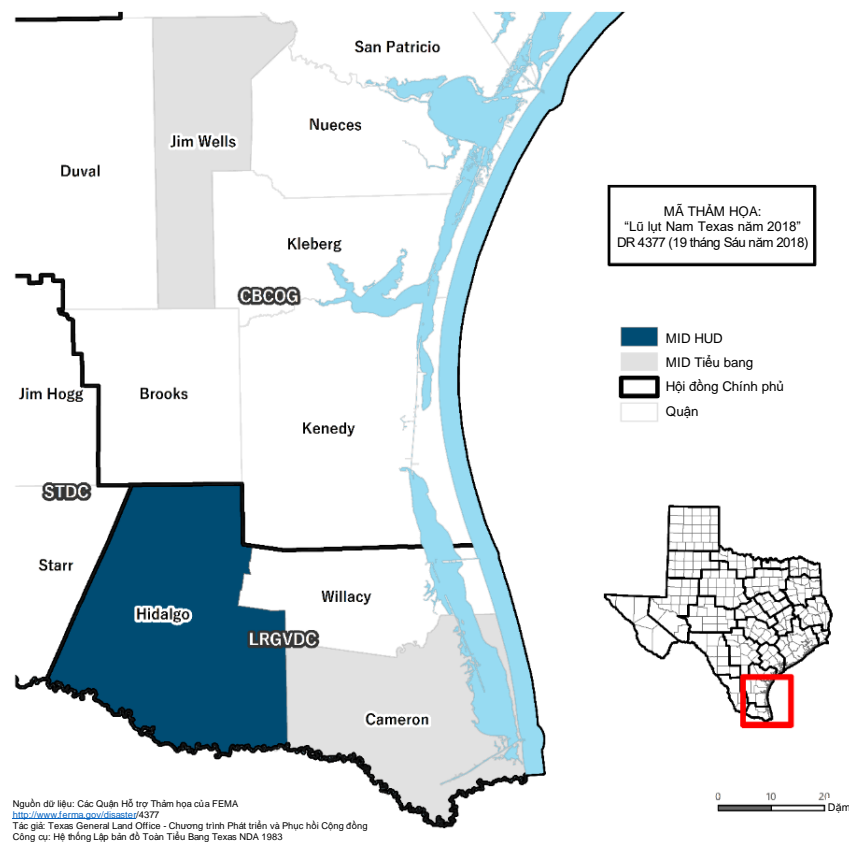 San Patricio
Nueces
Jim Wells
Duval
Kleberg
CBCOG
Jim Hogg
Brooks
Kenedy
STDC
Starr
Hidalgo
Willacy
LRGVDC
Cameron
MÃ THẢM HỌA:
“Lũ lụt Nam Texas năm 2018”
DR 4377 (19 tháng Sáu năm 2018)
MID HUD
MID Tiểu bang
Hội đồng Chính phủ
Quận
0 10 20
Dặm
Nguồn dữ liệu: Các Quận Hỗ trợ Thảm họa của FEMA
http://www.ferma.gov/disaster/4377
Tác giả: Texas General Land Office - Chương trình Phát triển và Phục hồi Cộng đồng
Công cụ: Hệ thống Lập bản đồ Toàn Tiểu Bang Texas NDA 1983